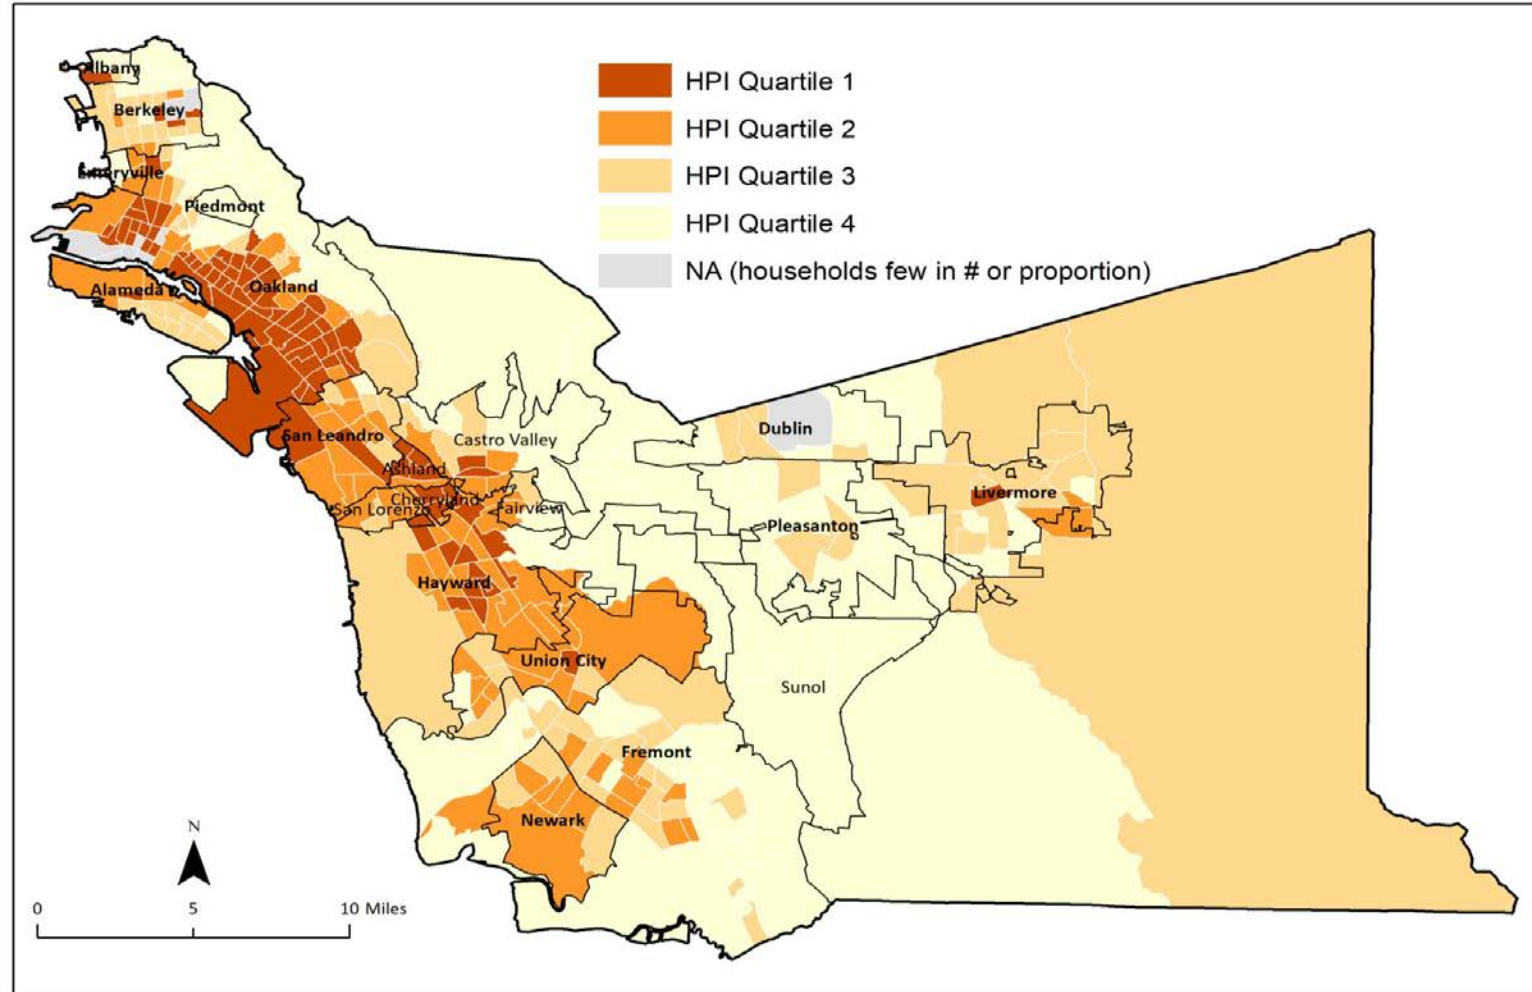 HPI Quartile 1
HPI Quartile 2
HPI Quartile 3
HPI Quartile 4
NA (households few in # or proportion)
Albany
Berkeley
Emeryville
Piedmont
Oakland
Alameda
San Leandro
Castro Valley
Ashland
Cherryland
San Lorenzo
Fairview
Dublin
Livermore
Pleasanton
Hayward
Union City
Sunol
Fremont
Newark
N
0 5 10 Miles